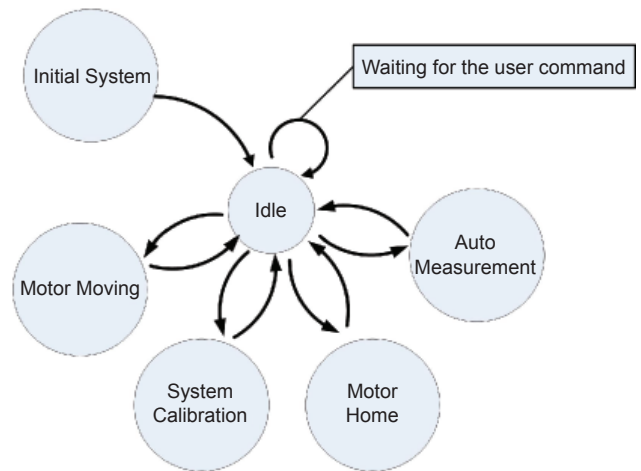 Initial System
Waiting for the user command
Idle
Auto
Measurement
Motor Moving
System
Calibration
Motor
Home